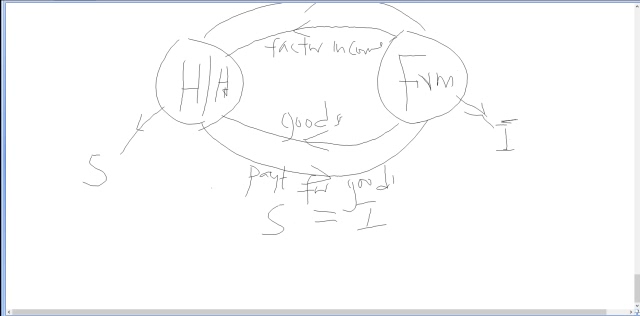 factor income
H/H
Firm
goods
I
S
Payt for goods
S = I